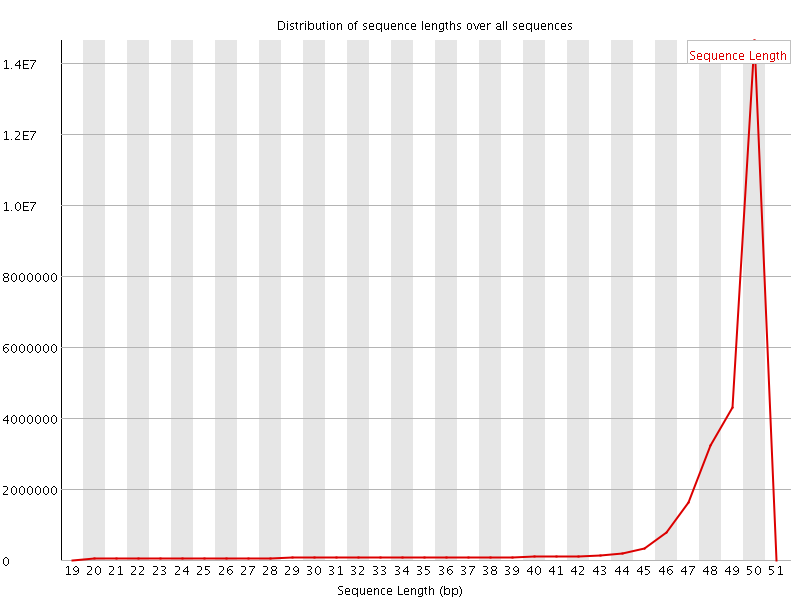 Distribution of sequence lengths over all sequences
Sequence Length
1.4E7
1.2E7
1.0E7
8000000
6000000
4000000
2000000
0
19 20 21 22 23 24 25 26 27 28 29 30 31 32 33 34 35 36 37 38 39 40 41 42 43 44 45 46 47 48 49 50 51
Sequence Length (bp)